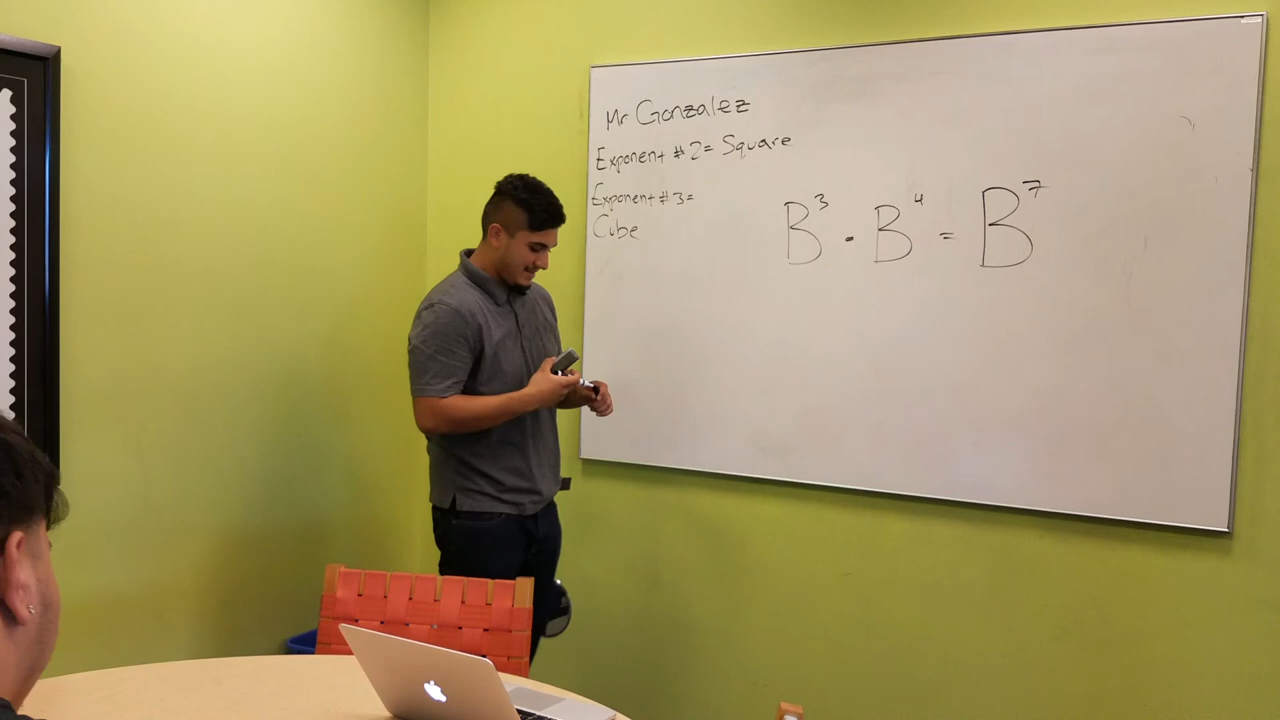 Mr Gonzalez
Exponent #2= Square
Exponent #3=
Cube
B³ · B⁴ = B⁷